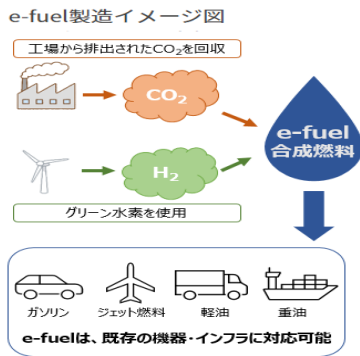 e-fuel製造イメージ図
工場から排出されたCO₂を回収
CO₂
e-fuel
合成燃料
H₂
グリーン水素を使用
ガソリン ジェット燃料 軽油 重油
e-fuelは、既存の機器・インフラに対応可能